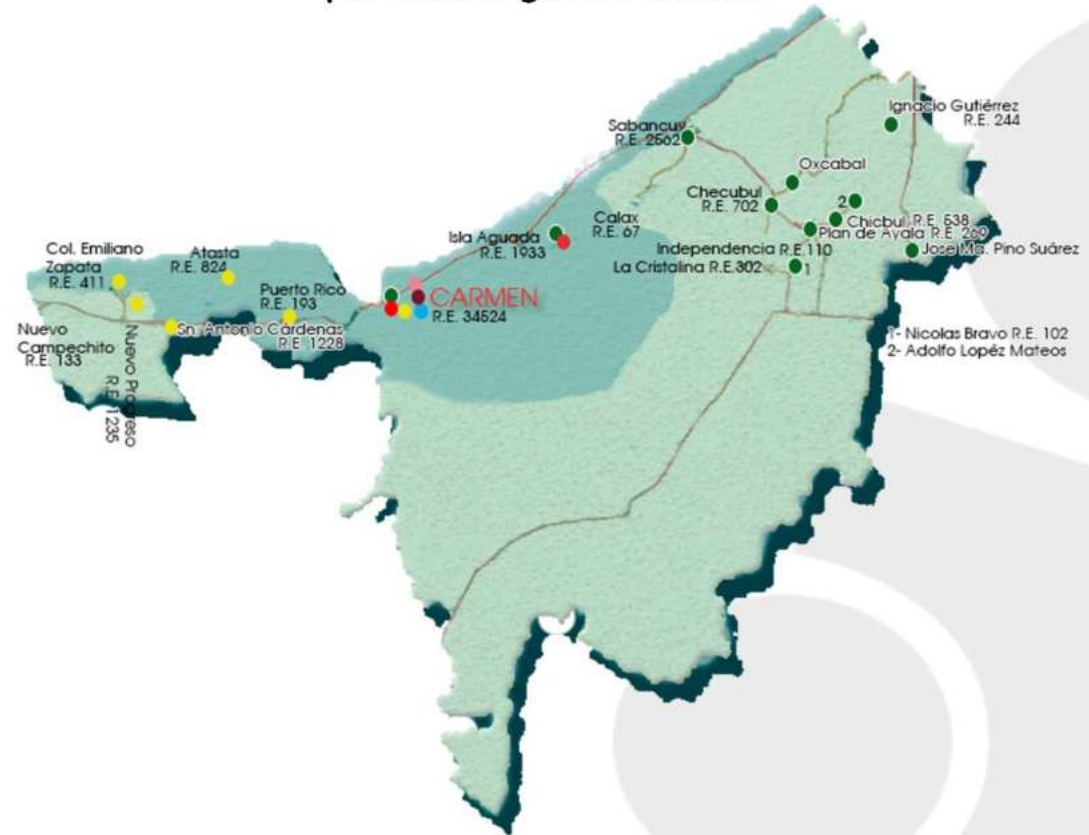 Ignacio Gutiérrez
R.E. 244
Sabancuy
R.E. 2562
Oxcabal
Checubul
R.E. 702
2
Chicbul R.E. 538
Plan de Ayala R.E. 269
Calax
R.E. 67
Isla Aguada
R.E. 1933
Independencia R.E.110
La Cristalina R.E.302
1
Jose Ma. Pino Suárez
Col. Emiliano
Zapata
R.E. 411
Atasta
R.E. 824
Puerto Rico
R.E. 193
CARMEN
R.E. 34524
Sn. Antonio Cárdenas
R.E. 1228
Nuevo
Campechito
R.E. 133
Nuevo Progreso
R.E. 1235
1- Nicolas Bravo R.E. 102
2- Adolfo Lopéz Mateos